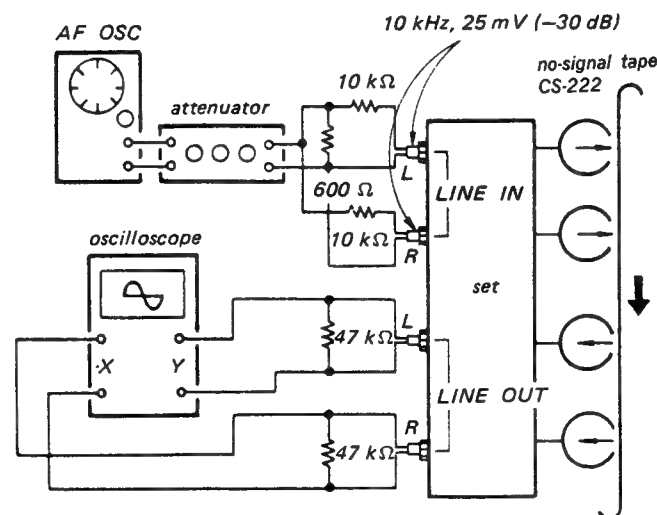 10 kHz, 25 mV (−30 dB)
AF OSC
no-signal tape
CS-222
10 kΩ
attenuator
L
LINE IN
600 Ω
10 kΩ
R
oscilloscope
set
X
Y
47 kΩ
L
LINE OUT
R
47 kΩ